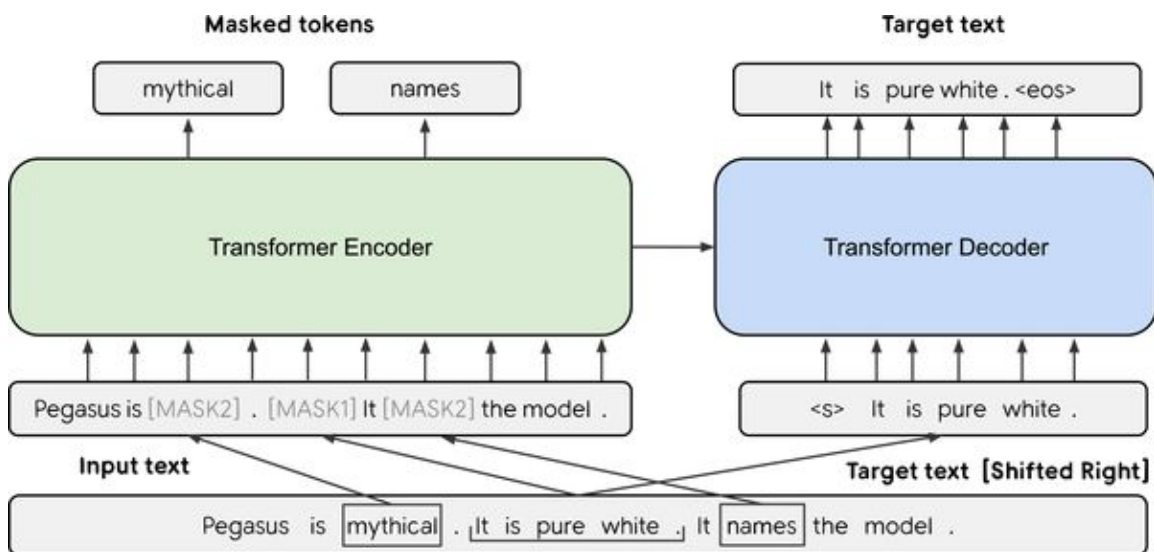 Masked tokens
Target text
mythical
names
It is pure white . <eos>
Transformer Encoder
Transformer Decoder
Pegasus is [MASK2] . [MASK1] It [MASK2] the model .
<s> It is pure white .
Input text
Target text [Shifted Right]
Pegasus is mythical . It is pure white . It names the model .